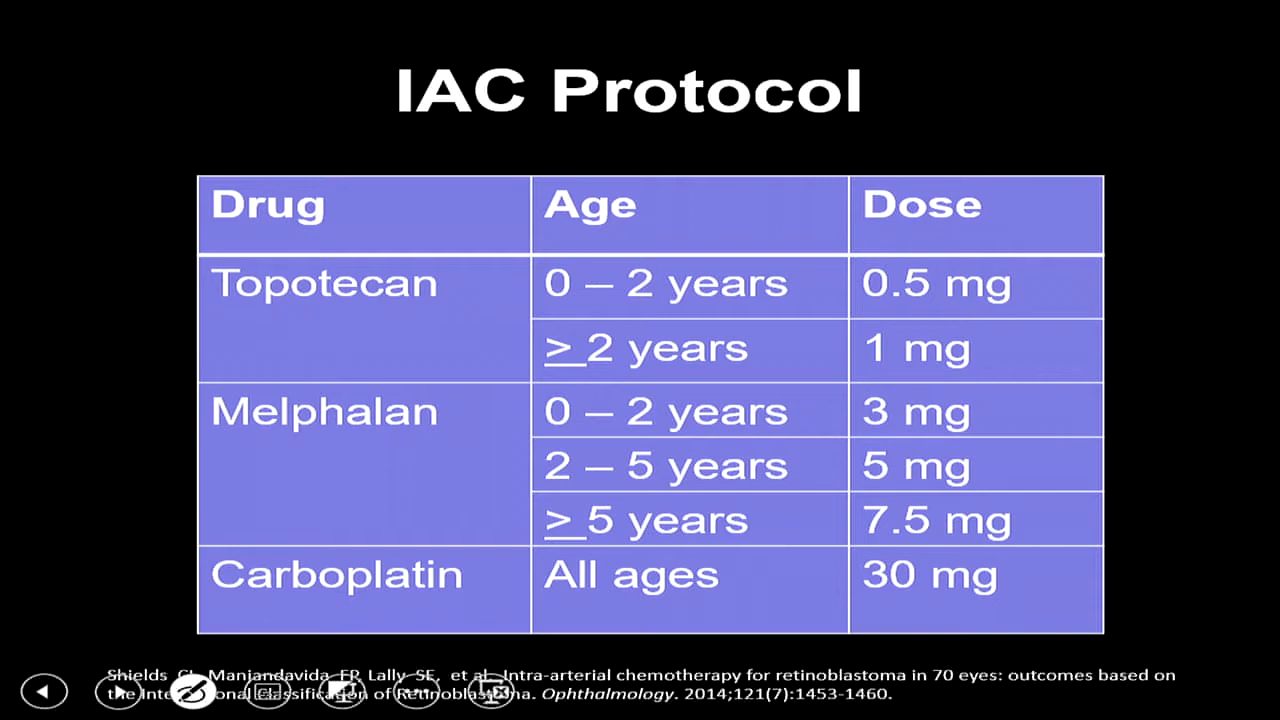 IAC Protocol
Drug Age Dose
Topotecan 0 – 2 years 0.5 mg
≥ 2 years 1 mg
Melphalan 0 – 2 years 3 mg
2 – 5 years 5 mg
≥ 5 years 7.5 mg
Carboplatin All ages 30 mg
Shields CL, Manjandavida FP, Lally SE, et al. Intra-arterial chemotherapy for retinoblastoma in 70 eyes: outcomes based on
the International Classification of Retinoblastoma. Ophthalmology. 2014;121(7):1453-1460.